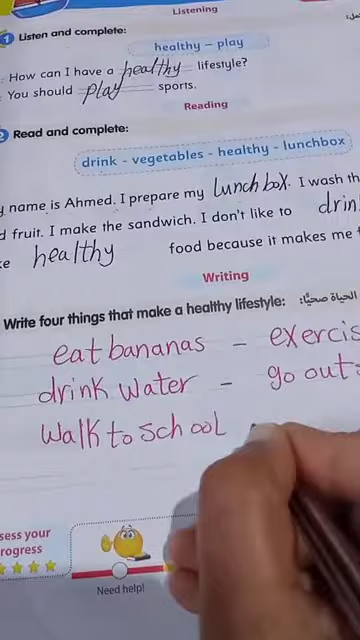 Listening
1 Listen and complete:
healthy – play
How can I have a healthy lifestyle?
You should play sports.
Reading
2 Read and complete:
drink - vegetables - healthy - lunchbox
name is Ahmed. I prepare my lunchbox. I wash th
fruit. I make the sandwich. I don't like to drin
healthy food because it makes me
Writing
Write four things that make a healthy lifestyle: الحياة صحيًّا:
eat bananas - exercis
drink water - go out
walk to school
sess your
rogress
Need help!